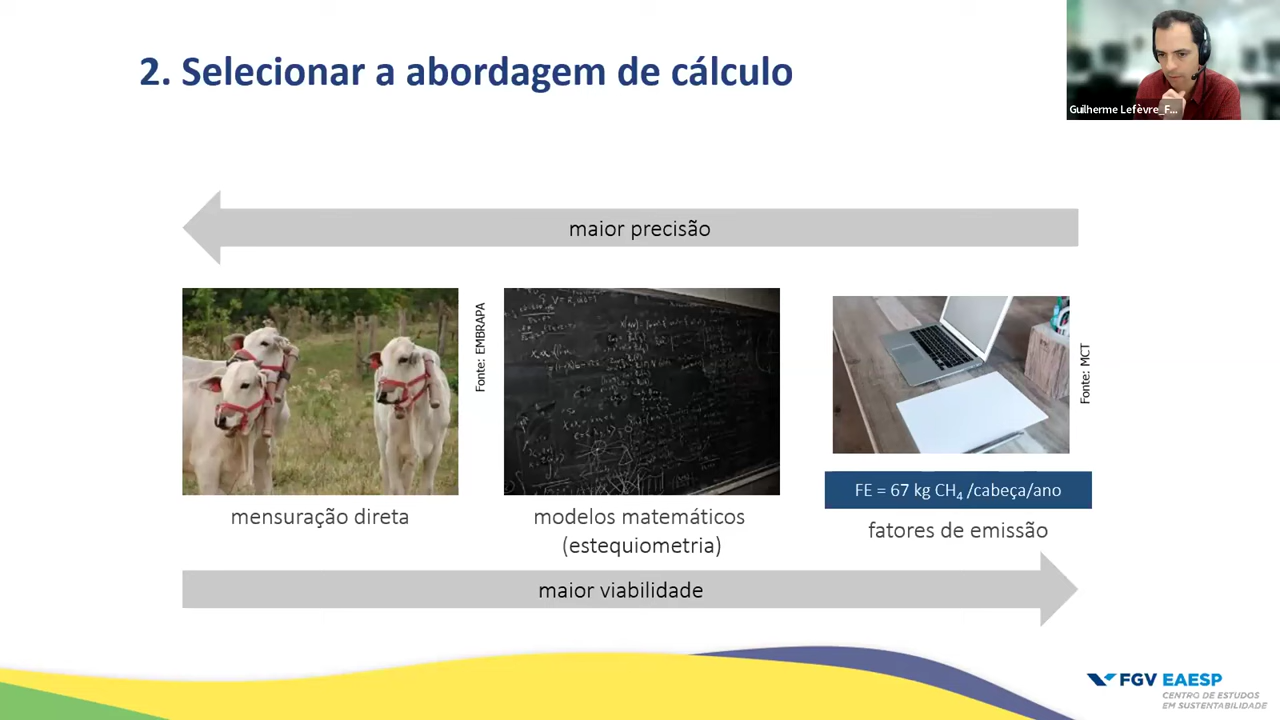 2. Selecionar a abordagem de cálculo
Guilherme Lefèvre_F...
maior precisão
Fonte: EMBRAPA
Fonte: MCT
FE = 67 kg CH₄ /cabeça/ano
mensuração direta
modelos matemáticos
(estequiometria)
fatores de emissão
maior viabilidade
FGV EAESP
CENTRO DE ESTUDOS
EM SUSTENTABILIDADE